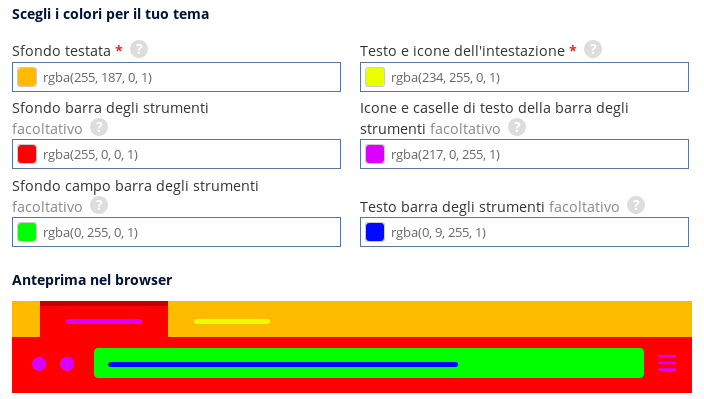 Scegli i colori per il tuo tema
Sfondo testata * ?
Testo e icone dell'intestazione * ?
rgba(255, 187, 0, 1)
rgba(234, 255, 0, 1)
Sfondo barra degli strumenti
facoltativo ?
Icone e caselle di testo della barra degli
strumenti facoltativo ?
rgba(255, 0, 0, 1)
rgba(217, 0, 255, 1)
Sfondo campo barra degli strumenti
facoltativo ?
Testo barra degli strumenti facoltativo ?
rgba(0, 255, 0, 1)
rgba(0, 9, 255, 1)
Anteprima nel browser